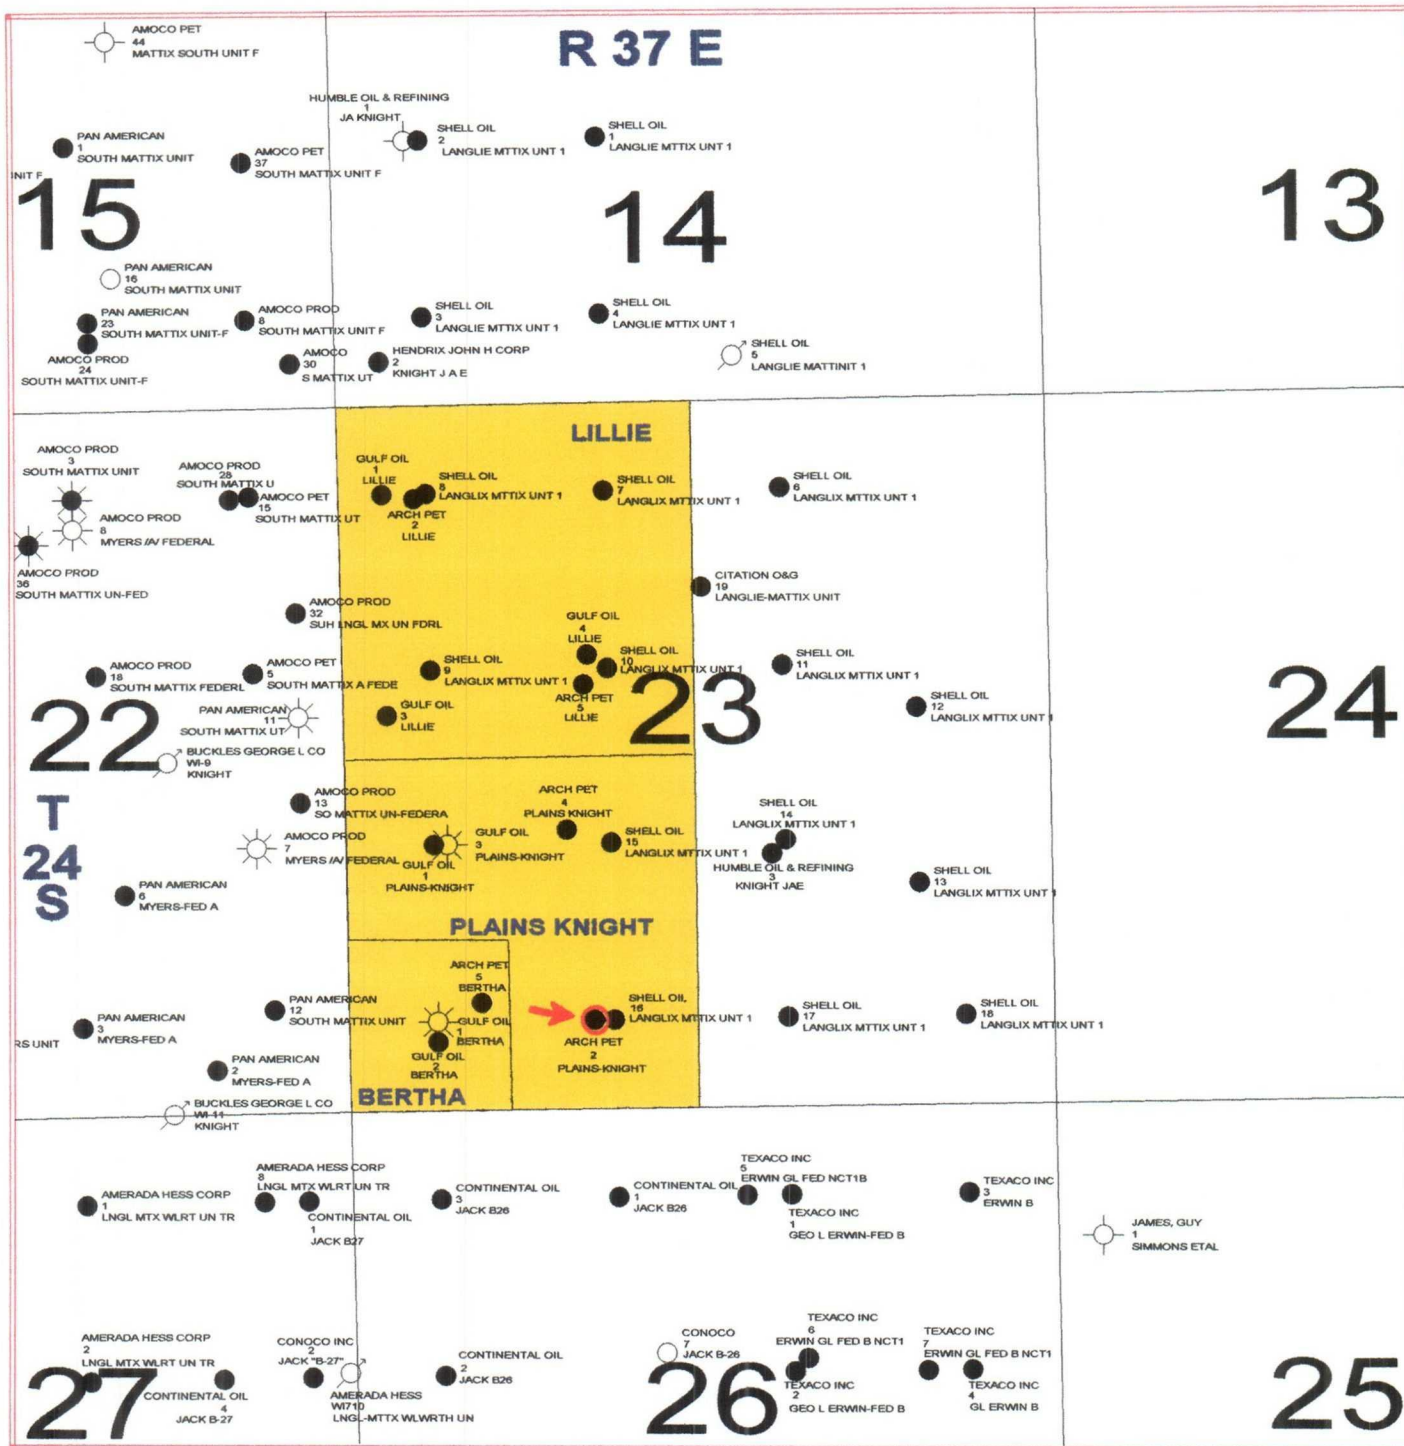 R 37 E
AMOCO PET
44
MATTIX SOUTH UNIT F
HUMBLE OIL & REFINING
1
JA KNIGHT
PAN AMERICAN
1
SOUTH MATTIX UNIT
AMOCO PET
37
SOUTH MATTIX UNIT F
SHELL OIL
2
LANGLIE MTTIX UNT 1
SHELL OIL
1
LANGLIE MTTIX UNT 1
INIT F
15
14
13
PAN AMERICAN
16
SOUTH MATTIX UNIT
PAN AMERICAN
23
SOUTH MATTIX UNIT-F
AMOCO PROD
24
SOUTH MATTIX UNIT-F
AMOCO PROD
8
SOUTH MATTIX UNIT F
AMOCO
30
S MATTIX UT
SHELL OIL
3
LANGLIE MTTIX UNT 1
HENDRIX JOHN H CORP
2
KNIGHT J A E
SHELL OIL
4
LANGLIE MTTIX UNT 1
SHELL OIL
5
LANGLIE MATTINIT 1
LILLIE
AMOCO PROD
3
SOUTH MATTIX UNIT
AMOCO PROD
28
SOUTH MATTIX U
AMOCO PET
15
SOUTH MATTIX UT
GULF OIL
1
LILLIE
SHELL OIL
8
LANGLIX MTTIX UNT 1
ARCH PET
2
LILLIE
SHELL OIL
7
LANGLIX MTTIX UNT 1
SHELL OIL
6
LANGLIX MTTIX UNT 1
AMOCO PROD
8
MYERS /A/ FEDERAL
AMOCO PROD
36
SOUTH MATTIX UN-FED
CITATION O&G
19
LANGLIE-MATTIX UNIT
AMOCO PROD
32
SUH LNGL MX UN FDRL
GULF OIL
4
LILLIE
AMOCO PROD
18
SOUTH MATTIX FEDERL
AMOCO PET
5
SOUTH MATTIX A FEDE
SHELL OIL
9
LANGLIX MTTIX UNT 1
SHELL OIL
10
LANGLIX MTTIX UNT 1
SHELL OIL
11
LANGLIX MTTIX UNT 1
ARCH PET
5
LILLIE
PAN AMERICAN
11
SOUTH MATTIX UT
GULF OIL
3
LILLIE
SHELL OIL
12
LANGLIX MTTIX UNT 1
22
23
24
BUCKLES GEORGE L CO
WI-9
KNIGHT
T
24
S
AMOCO PROD
13
SO MATTIX UN-FEDERA
ARCH PET
4
PLAINS KNIGHT
SHELL OIL
14
LANGLIX MTTIX UNT 1
AMOCO PROD
7
MYERS /A/ FEDERAL
GULF OIL
3
PLAINS-KNIGHT
GULF OIL
1
PLAINS-KNIGHT
SHELL OIL
15
LANGLIX MTTIX UNT 1
HUMBLE OIL & REFINING
3
KNIGHT JAE
PAN AMERICAN
6
MYERS-FED A
SHELL OIL
13
LANGLIX MTTIX UNT 1
PLAINS KNIGHT
ARCH PET
5
BERTHA
PAN AMERICAN
3
MYERS-FED A
RS UNIT
PAN AMERICAN
12
SOUTH MATTIX UNIT
GULF OIL
1
BERTHA
GULF OIL
2
BERTHA
SHELL OIL
16
LANGLIX MTTIX UNT 1
ARCH PET
2
PLAINS-KNIGHT
SHELL OIL
17
LANGLIX MTTIX UNT 1
SHELL OIL
18
LANGLIX MTTIX UNT 1
PAN AMERICAN
2
MYERS-FED A
BERTHA
BUCKLES GEORGE L CO
WI-11
KNIGHT
AMERADA HESS CORP
1
LNGL MTX WLRT UN TR
AMERADA HESS CORP
8
LNGL MTX WLRT UN TR
CONTINENTAL OIL
1
JACK B27
CONTINENTAL OIL
3
JACK B26
CONTINENTAL OIL
1
JACK B26
TEXACO INC
5
ERWIN GL FED NCT1B
TEXACO INC
1
GEO L ERWIN-FED B
TEXACO INC
3
ERWIN B
JAMES, GUY
1
SIMMONS ETAL
AMERADA HESS CORP
2
LNGL MTX WLRT UN TR
CONTINENTAL OIL
4
JACK B-27
CONOCO INC
2
JACK "B-27"
AMERADA HESS
WI710
LNGL-MTTX WLWRTH UN
CONTINENTAL OIL
2
JACK B26
CONOCO
7
JACK B-26
TEXACO INC
6
ERWIN GL FED B NCT1
TEXACO INC
2
GEO L ERWIN-FED B
TEXACO INC
7
ERWIN GL FED B NCT1
TEXACO INC
4
GL ERWIN B
27
26
25